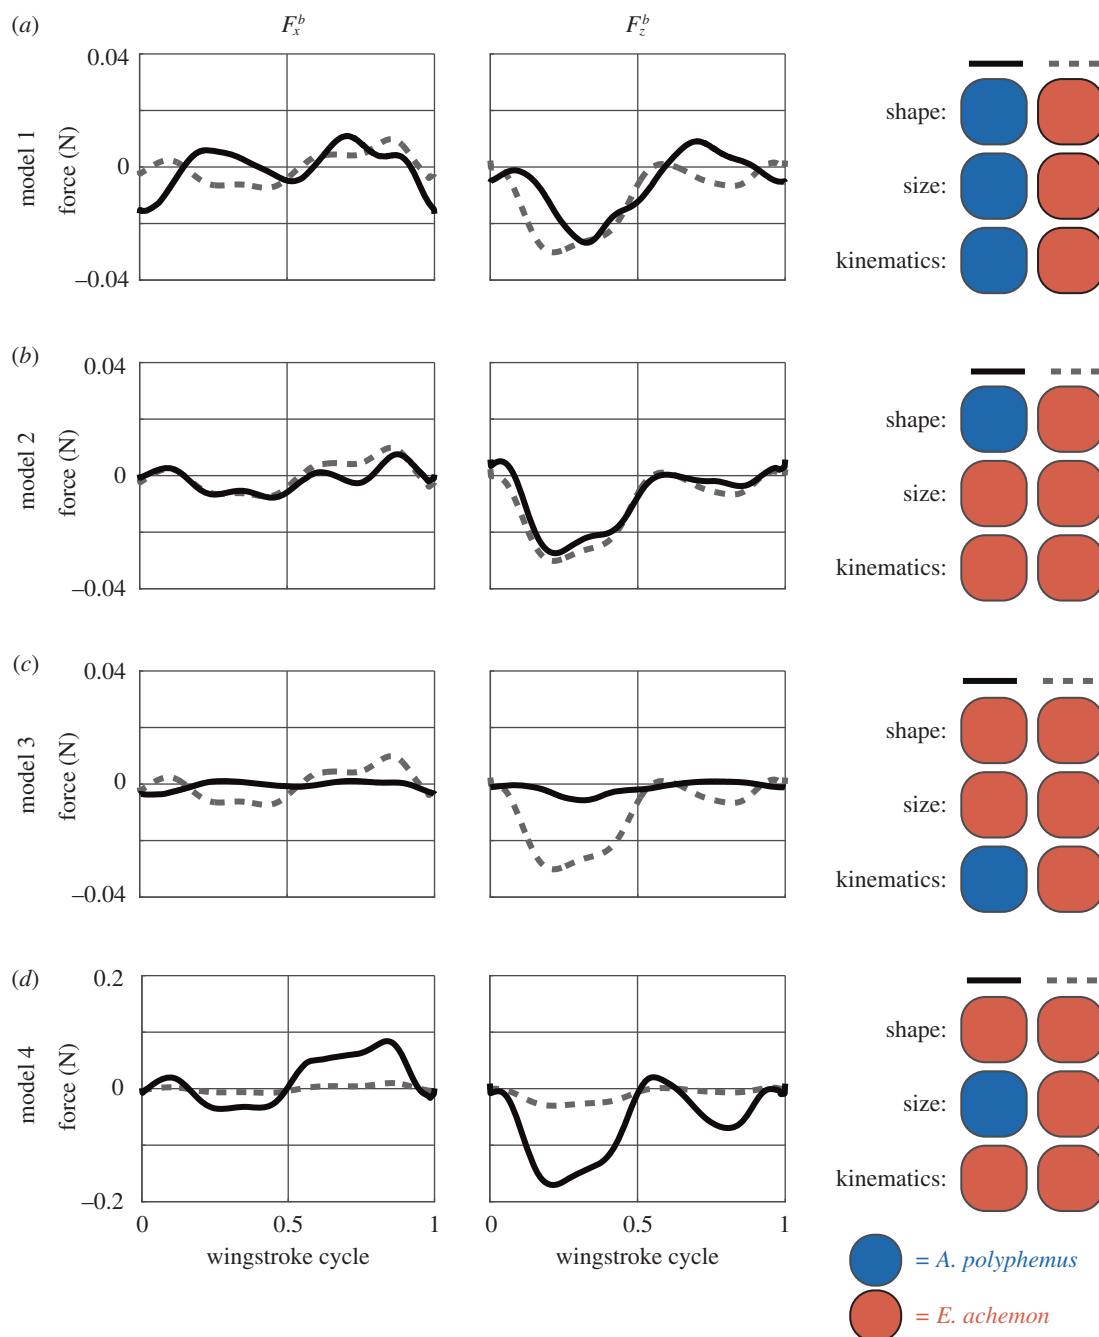 (a)
F_x^b
F_z^b
model 1
force (N)
0.04
0
–0.04
shape:
size:
kinematics:
(b)
model 2
force (N)
0.04
0
–0.04
shape:
size:
kinematics:
(c)
model 3
force (N)
0.04
0
–0.04
shape:
size:
kinematics:
(d)
model 4
force (N)
0.2
0
–0.2
0 0.5 1
wingstroke cycle
0 0.5 1
wingstroke cycle
shape:
size:
kinematics:
= A. polyphemus
= E. achemon